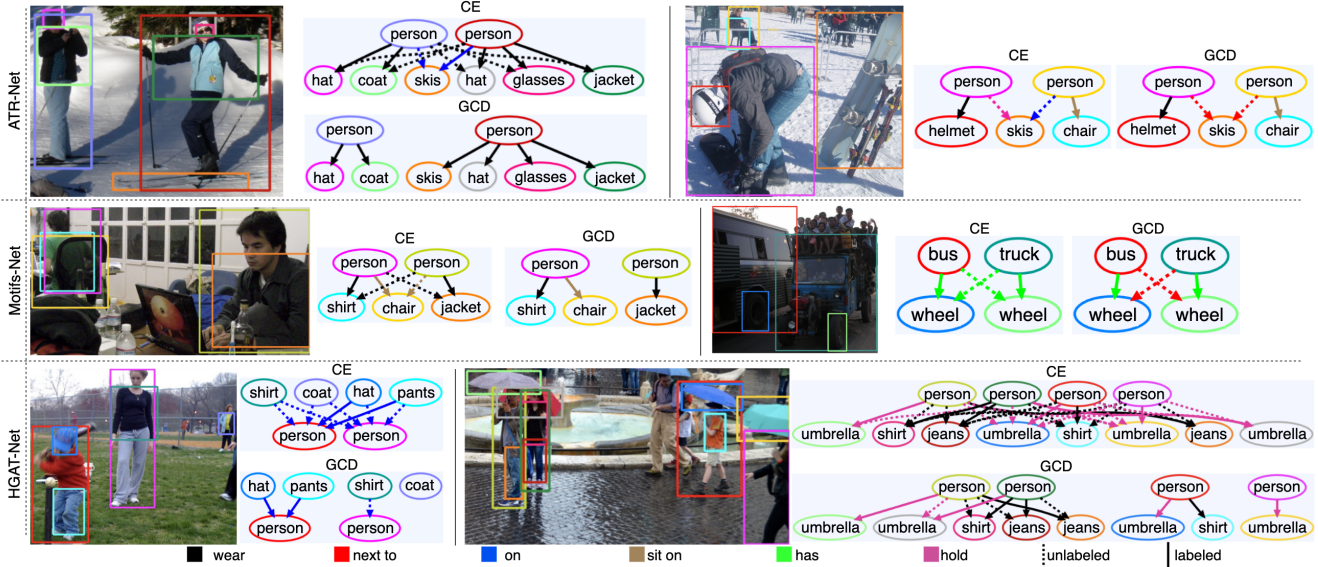 CE
person person
hat coat skis hat glasses jacket
GCD
person person
hat coat skis hat glasses jacket
ATR-Net
CE GCD
person person person person
helmet skis chair helmet skis chair
CE GCD
person person person person
shirt chair jacket shirt chair jacket
Motifs-Net
CE GCD
bus truck bus truck
wheel wheel wheel wheel
CE
shirt coat hat pants
person person
GCD
hat pants shirt coat
person person
HGAT-Net
CE
person person person person
umbrella shirt jeans umbrella shirt umbrella jeans umbrella
GCD
person person person person
umbrella umbrella shirt jeans jeans umbrella shirt umbrella
wear next to on sit on has hold unlabeled labeled